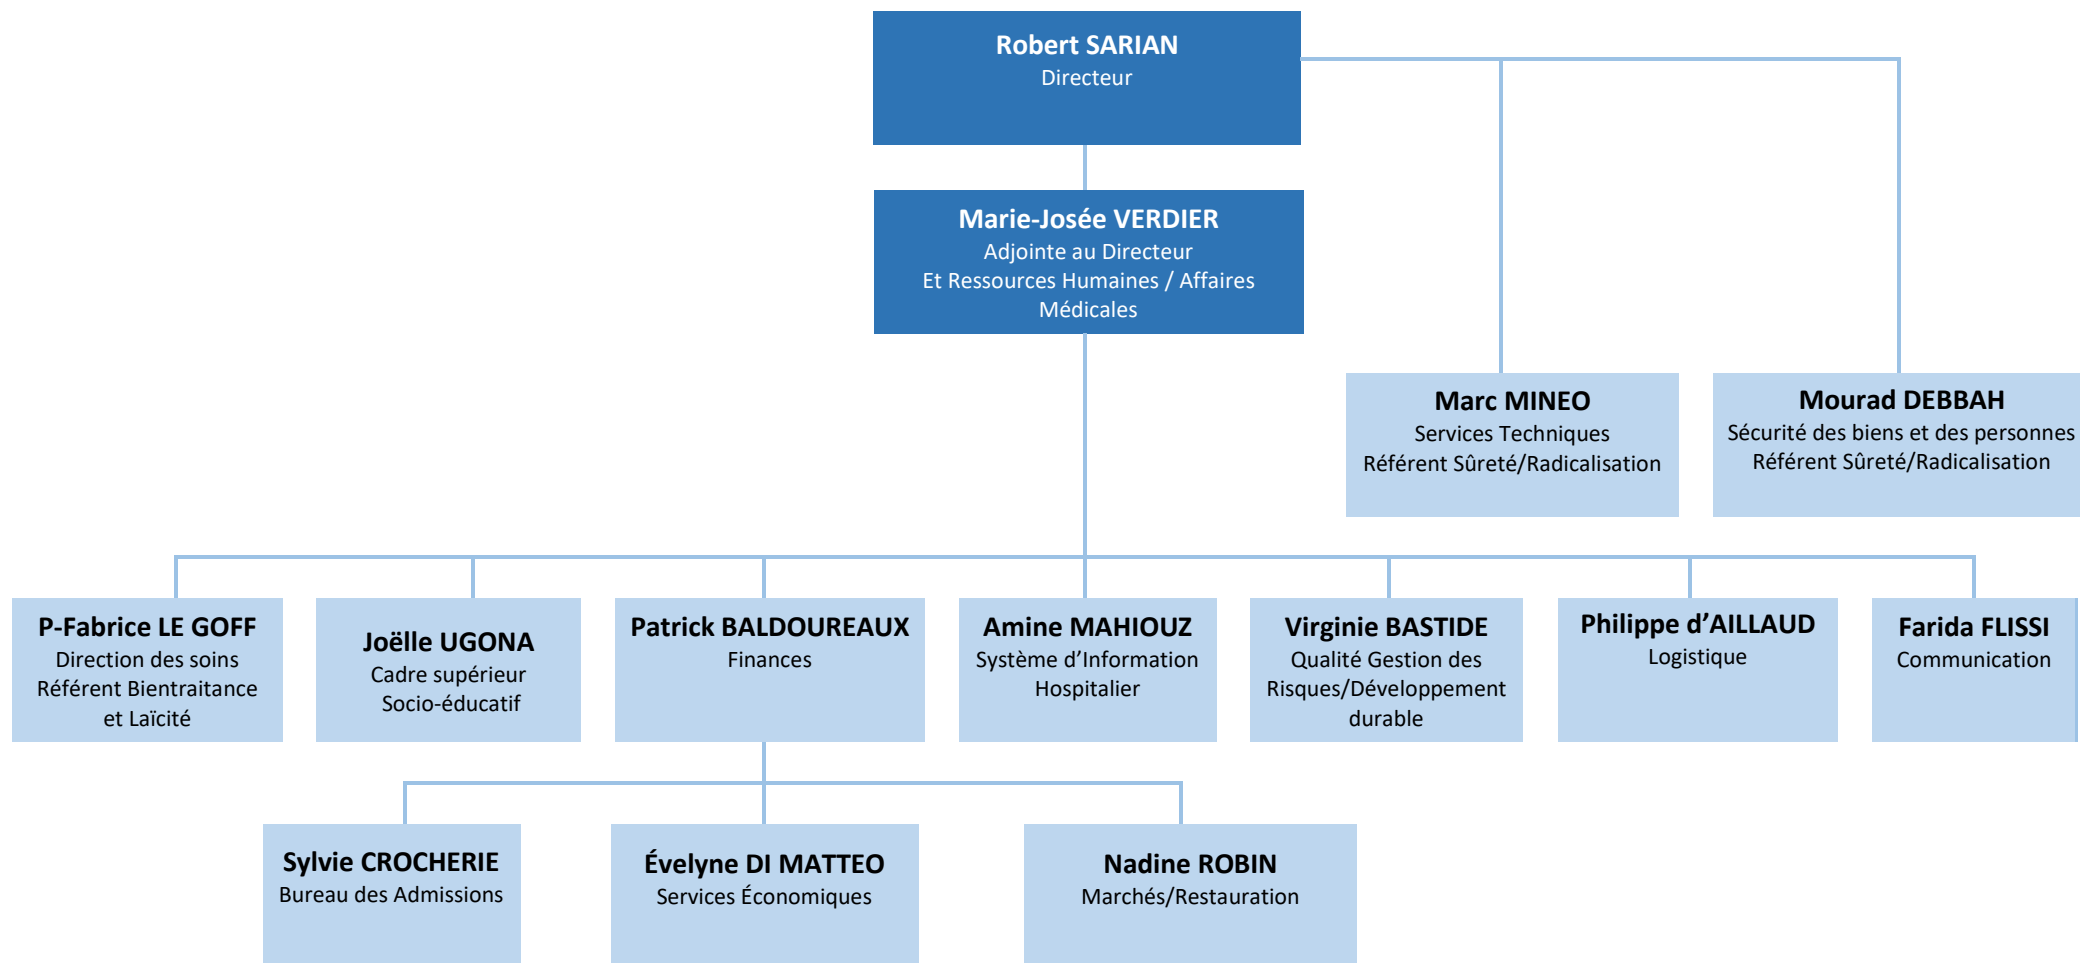 Robert SARIAN
Directeur
Marie-Josée VERDIER
Adjointe au Directeur
Et Ressources Humaines / Affaires
Médicales
Marc MINEO
Services Techniques
Référent Sûreté/Radicalisation
Mourad DEBBAH
Sécurité des biens et des personnes
Référent Sûreté/Radicalisation
P-Fabrice LE GOFF
Direction des soins
Référent Bientraitance
et Laïcité
Joëlle UGONA
Cadre supérieur
Socio-éducatif
Patrick BALDOUREAUX
Finances
Amine MAHIOUZ
Système d’Information
Hospitalier
Virginie BASTIDE
Qualité Gestion des
Risques/Développement
durable
Philippe d’AILLAUD
Logistique
Farida FLISSI
Communication
Sylvie CROCHERIE
Bureau des Admissions
Évelyne DI MATTEO
Services Économiques
Nadine ROBIN
Marchés/Restauration